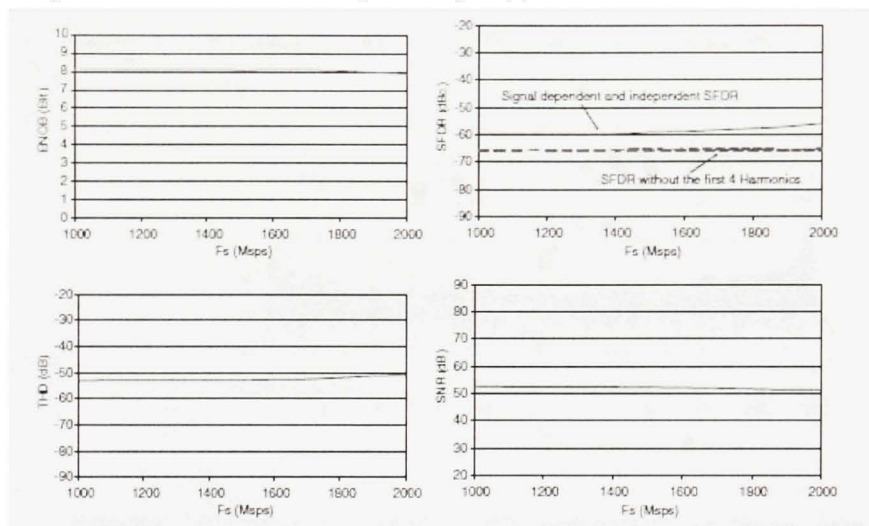 ENOB (Bit)
10
9
8
7
6
5
4
3
2
1
0
1000 1200 1400 1600 1800 2000
Fs (Msps)
SFDR (dBc)
-20
-30
-40
-50
-60
-70
-80
-90
Signal dependent and independent SFDR
SFDR without the first 4 Harmonics
1000 1200 1400 1600 1800 2000
Fs (Msps)
THD (dB)
-20
-30
-40
-50
-60
-70
-80
-90
1000 1200 1400 1600 1800 2000
Fs (Msps)
SNR (dB)
90
80
70
60
50
40
30
20
1000 1200 1400 1600 1800 2000
Fs (Msps)